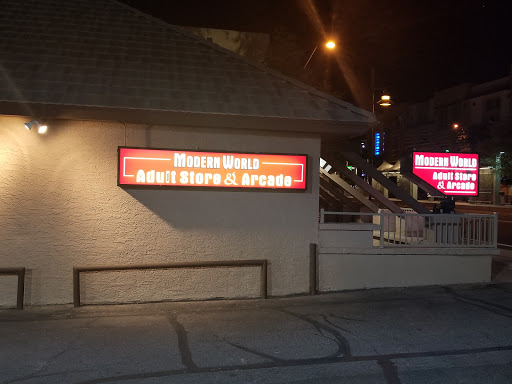 MODERN WORLD
Adult Store & Arcade
MODERN WORLD
Adult Store
& Arcade